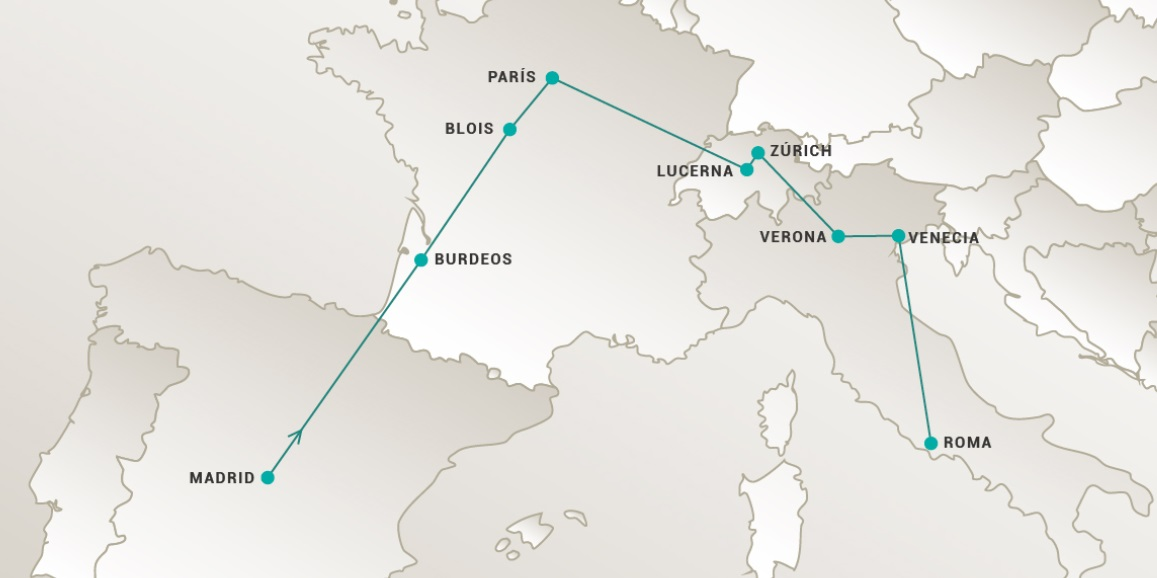 PARÍS
BLOIS
ZÚRICH
LUCERNA
VERONA
VENECIA
BURDEOS
ROMA
MADRID